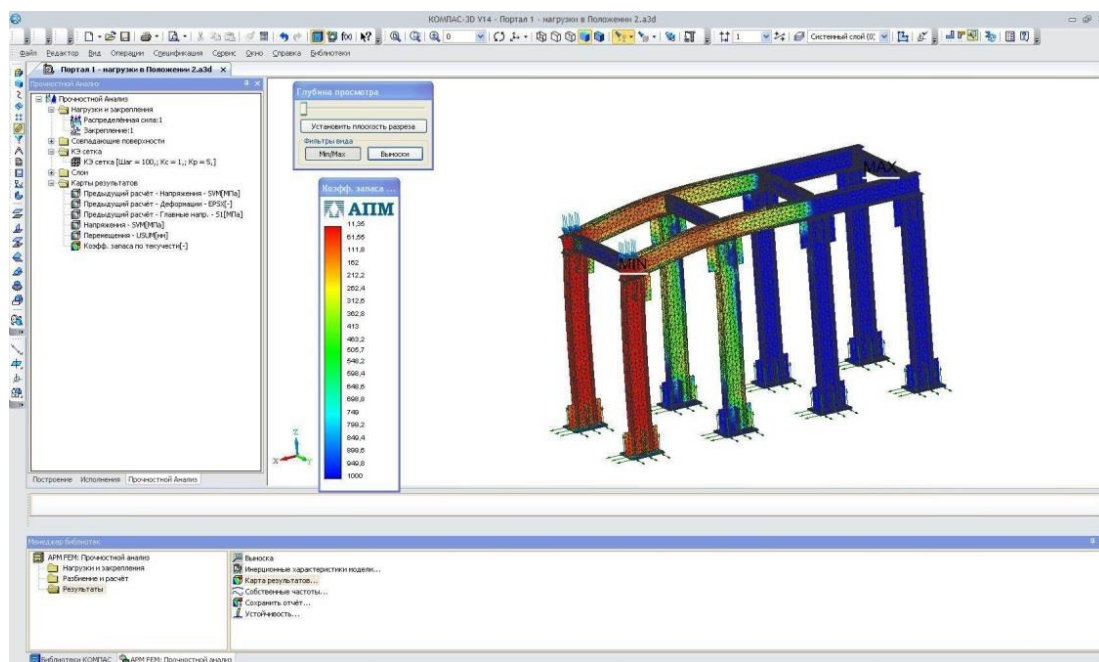 КОМПАС-3D V14 - Портал 1 - нагрузки в Положении 2.a3d
Файл Редактор Вид Операции Спецификация Сервис Окно Справка Библиотеки
Портал 1 - нагрузки в Положении 2.a3d
Прочностной Анализ
Прочностной Анализ
Нагрузки и закрепления
Распределённая сила:1
Закрепление:1
Совпадающие поверхности
КЭ сетка
КЭ сетка [Шаг = 100,; Кс = 1,; Кр = 5,]
Слои
Карты результатов
Предыдущий расчёт - Напряжения - SVM[МПа]
Предыдущий расчёт - Деформации - EPSX[-]
Предыдущий расчёт - Главные напр. - S1[МПа]
Напряжения - SVM[МПа]
Перемещения - USUM[мм]
Коэфф. запаса по текучести[-]
Построение Исполнения Прочностной Анализ
Глубина просмотра
Установить плоскость разреза
Фильтры вида
Min/Max Выноски
Коэфф. запаса ...
АПМ
11,35
61,55
111,8
162
212,2
262,4
312,6
362,8
413
463,2
505,7
548,2
598,4
648,6
698,8
749
799,2
849,4
899,6
949,8
1000
MAX
MIN
Z
X
Y
1
Системный слой (0)
Менеджер библиотек
APM FEM: Прочностной анализ
Нагрузки и закрепления
Разбиение и расчёт
Результаты
Выноска
Инерционные характеристики модели...
Карта результатов...
Собственные частоты...
Сохранить отчёт...
Устойчивость...
Библиотеки КОМПАС APM FEM: Прочностной анализ